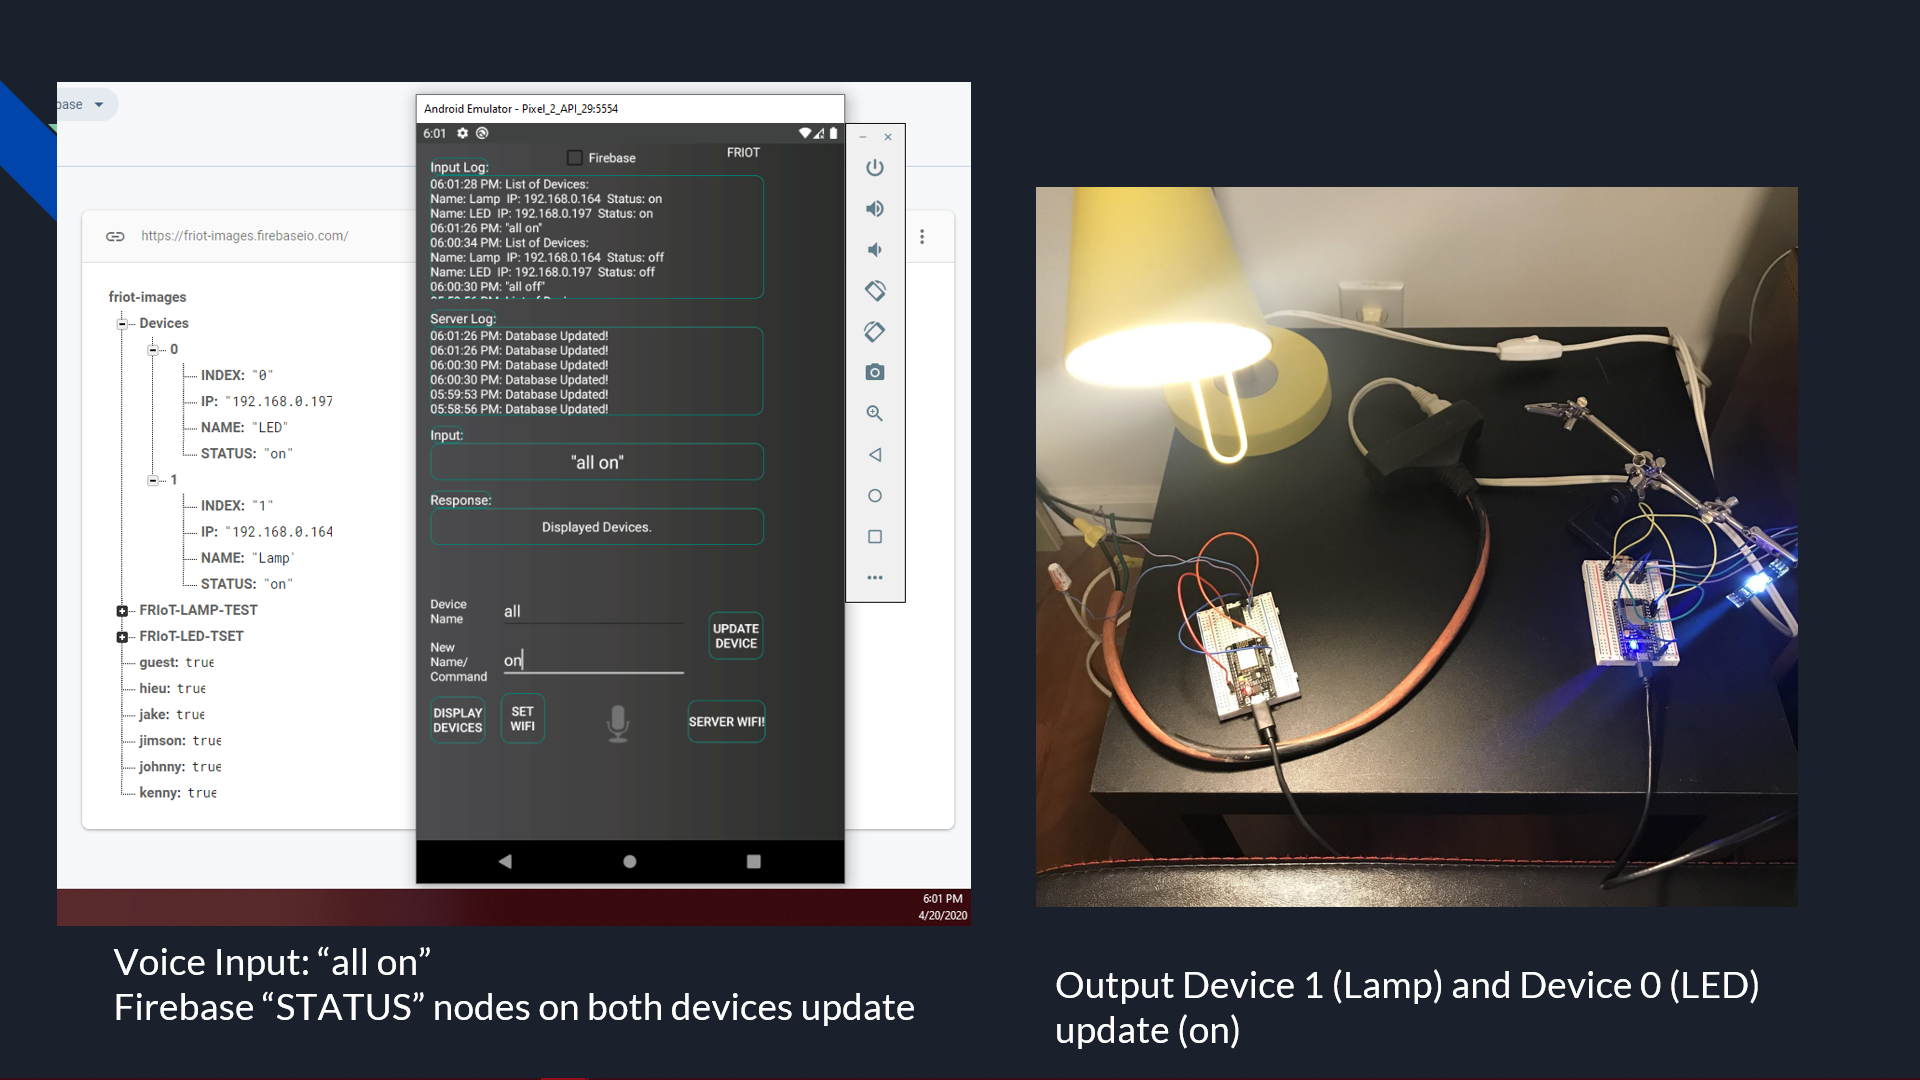 base
https://friot-images.firebaseio.com/
friot-images
Devices
0
INDEX: "0"
IP: "192.168.0.197
NAME: "LED"
STATUS: "on"
1
INDEX: "1"
IP: "192.168.0.164
NAME: "Lamp'
STATUS: "on"
FRIoT-LAMP-TEST
FRIoT-LED-TSET
guest: true
hieu: true
jake: true
jimson: true
johnny: true
kenny: true
Android Emulator - Pixel_2_API_29:5554
6:01
Firebase
FRIOT
Input Log:
06:01:28 PM: List of Devices:
Name: Lamp IP: 192.168.0.164 Status: on
Name: LED IP: 192.168.0.197 Status: on
06:01:26 PM: "all on"
06:00:34 PM: List of Devices:
Name: Lamp IP: 192.168.0.164 Status: off
Name: LED IP: 192.168.0.197 Status: off
06:00:30 PM: "all off"
Server Log:
06:01:26 PM: Database Updated!
06:01:26 PM: Database Updated!
06:00:30 PM: Database Updated!
06:00:30 PM: Database Updated!
05:59:53 PM: Database Updated!
05:58:56 PM: Database Updated!
Input:
"all on"
Response:
Displayed Devices.
Device
Name
all
UPDATE
DEVICE
New
Name/
Command
on
DISPLAY
DEVICES
SET
WIFI
SERVER WIFI!
6:01 PM
4/20/2020
Voice Input: “all on”
Firebase “STATUS” nodes on both devices update
Output Device 1 (Lamp) and Device 0 (LED)
update (on)